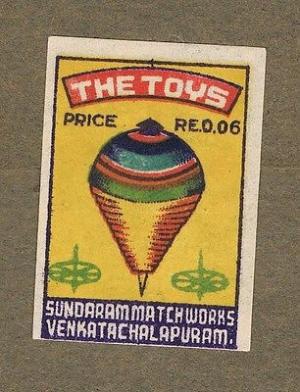 THE TOYS
PRICE RE.0.06
SUNDARAM MATCH WORKS
VENKATACHALAPURAM.